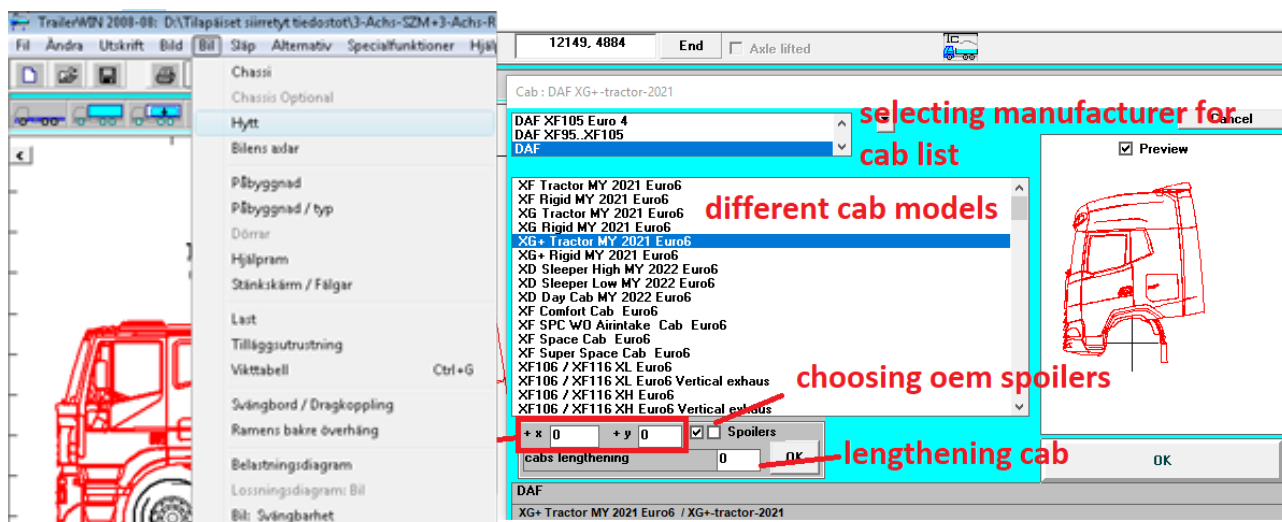 TrailerWIN 2008-08: D:\Tilapäiset siirretyt tiedostot\3-Achs-SZM+3-Achs-R
Fil Ändra Utskrift Bild Bil Släp Alternativ Specialfunktioner Hjäl
Chassi
Chassis Optional
Hytt
Bilens axlar
Påbyggnad
Påbyggnad / typ
Dörrar
Hjälpram
Stänkskärm / Fälgar
Last
Tilläggsutrustning
Vikttabell Ctrl+G
Svängbord / Dragkoppling
Ramens bakre överhäng
Belastningsdiagram
Lossningsdiagram: Bil
Bil: Svängbarhet
12149, 4884 End Axle lifted
Cab : DAF XG+-tractor-2021
DAF XF105 Euro 4
DAF XF95..XF105
DAF
selecting manufacturer for
cab list
Cancel
Preview
XF Tractor MY 2021 Euro6
XF Rigid MY 2021 Euro6
XG Tractor MY 2021 Euro6
XG Rigid MY 2021 Euro6
XG+ Tractor MY 2021 Euro6
XG+ Rigid MY 2021 Euro6
XD Sleeper High MY 2022 Euro6
XD Sleeper Low MY 2022 Euro6
XD Day Cab MY 2022 Euro6
XF Comfort Cab Euro6
XF SPC WO Airintake Cab Euro6
XF Space Cab Euro6
XF Super Space Cab Euro6
XF106 / XF116 XL Euro6
XF106 / XF116 XL Euro6 Vertical exhaus
XF106 / XF116 XH Euro6
XF106 / XF116 XH Euro6 Vertical exhaus
different cab models
choosing oem spoilers
+ x 0 + y 0 Spoilers
cabs lengthening 0 OK
lengthening cab
OK
DAF
XG+ Tractor MY 2021 Euro6 / XG+-tractor-2021